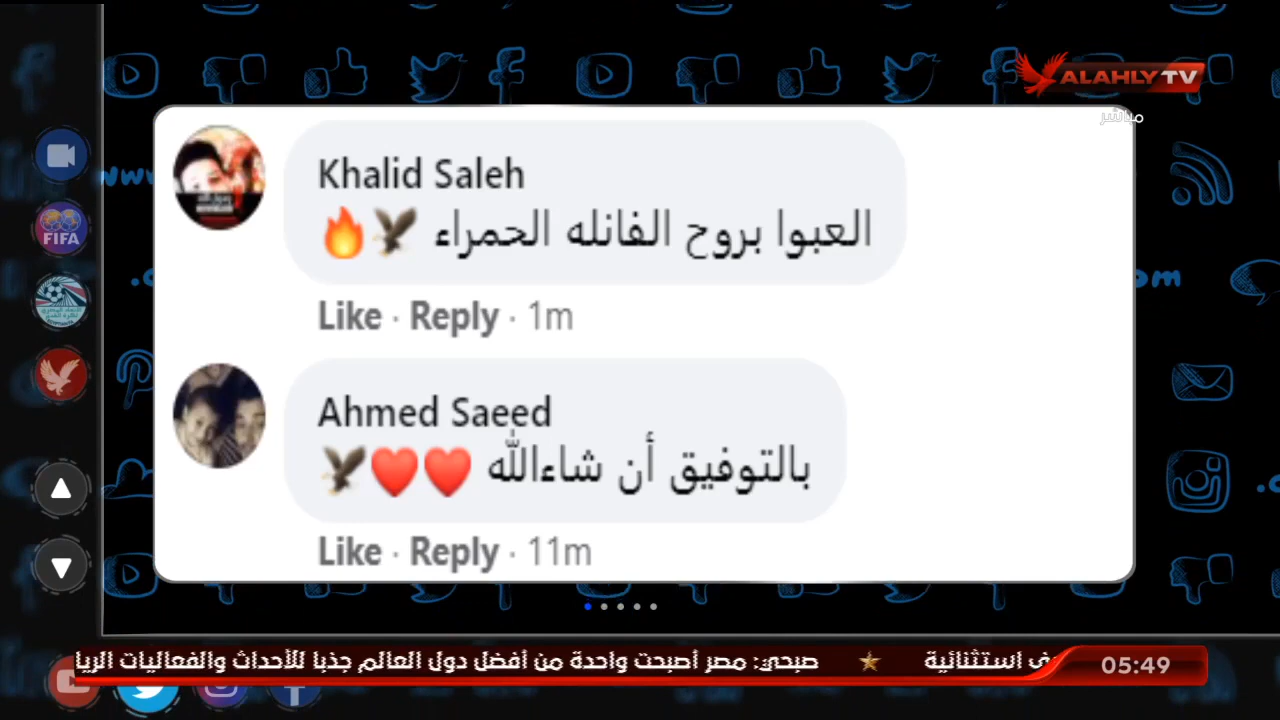 ALAHLY TV
مباشر
FIFA
Khalid Saleh
العبوا بروح الفانله الحمراء 🦅🔥
Like · Reply · 1m
Ahmed Saeed
بالتوفيق أن شاءالله ❤️❤️🦅
Like · Reply · 11m
استثنائية ★ صبحي: مصر أصبحت واحدة من أفضل دول العالم جذبا للأحداث والفعاليات
05:49